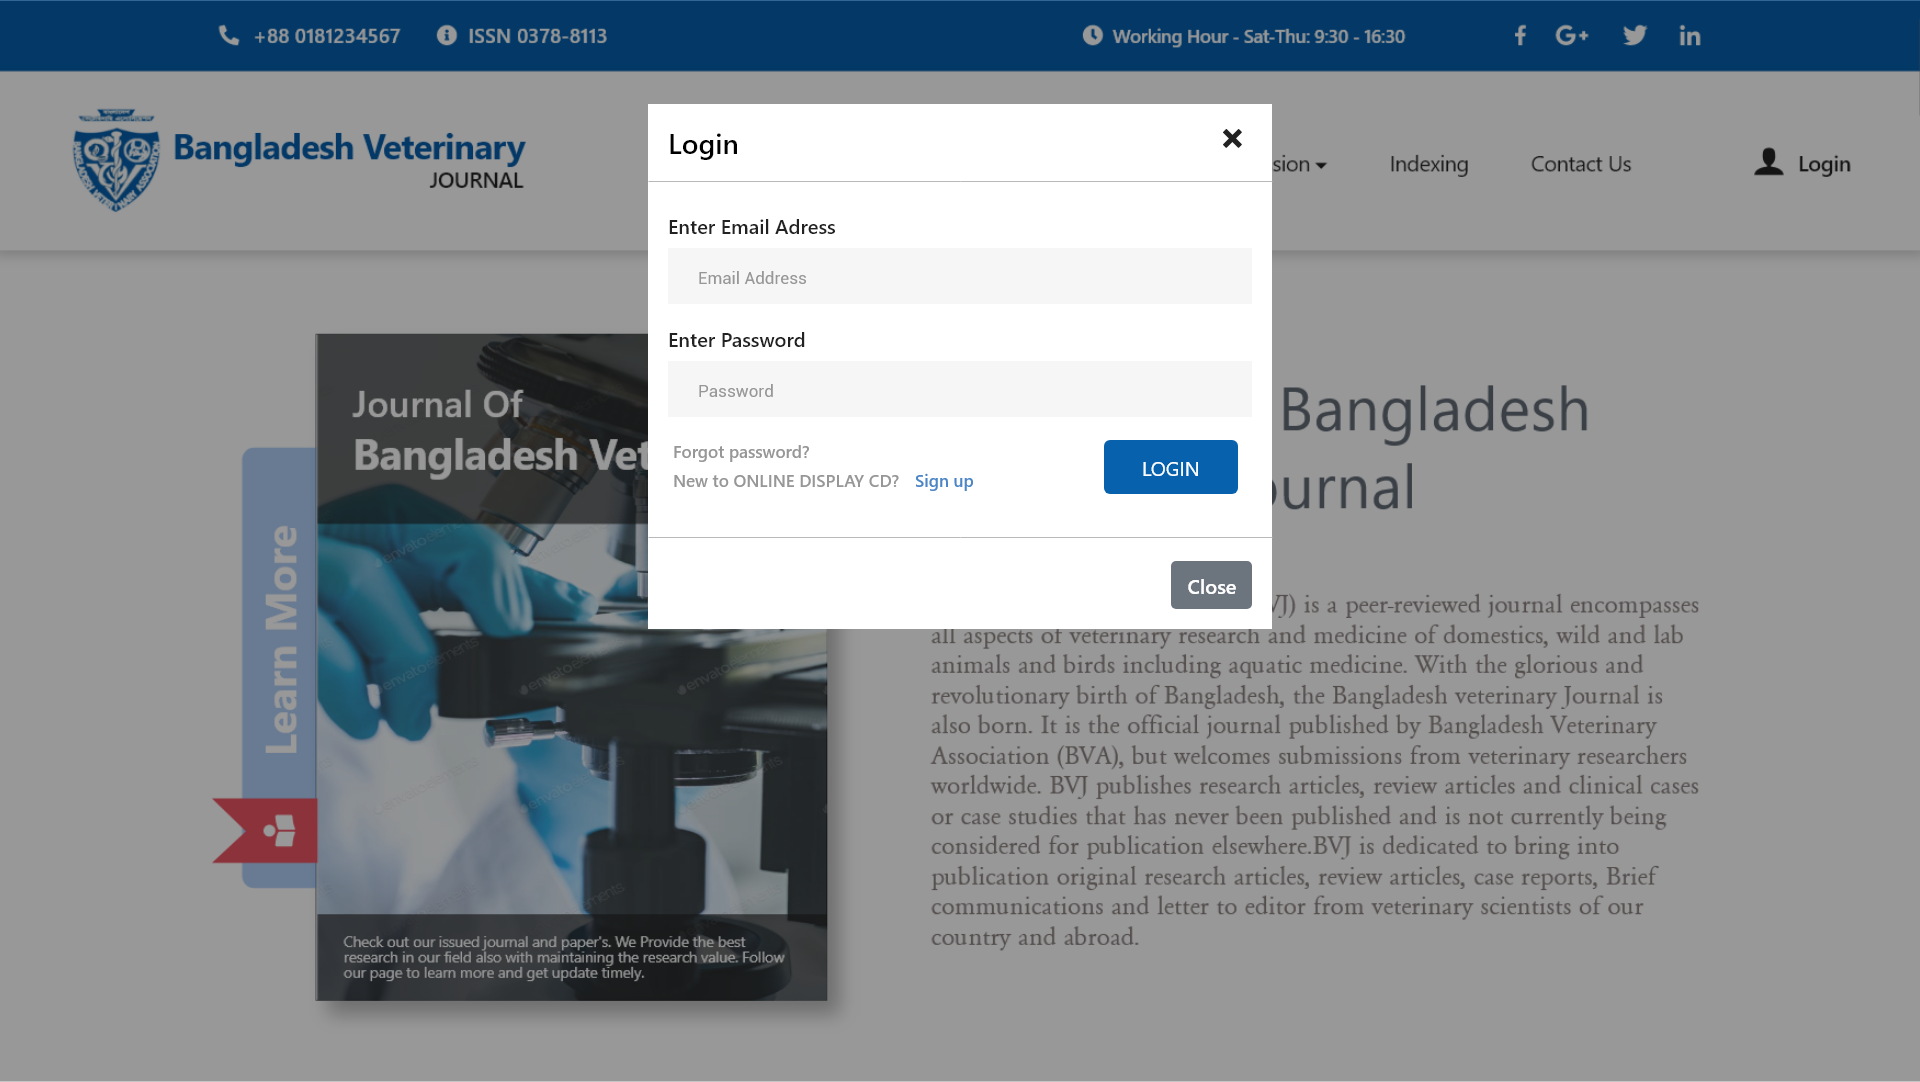 +88 0181234567
ISSN 0378-8113
Working Hour - Sat-Thu: 9:30 - 16:30
Bangladesh Veterinary
JOURNAL
sion
Indexing
Contact Us
Login
Login
Enter Email Adress
Email Address
Enter Password
Password
Forgot password?
New to ONLINE DISPLAY CD? Sign up
LOGIN
Close
Learn More
Journal Of
Bangladesh Vet
Check out our issued journal and paper's. We Provide the best
research in our field also with maintaining the research value. Follow
our page to learn more and get update timely.
Bangladesh
ournal
VJ) is a peer-reviewed journal encompasses
all aspects of veterinary research and medicine of domestics, wild and lab
animals and birds including aquatic medicine. With the glorious and
revolutionary birth of Bangladesh, the Bangladesh veterinary Journal is
also born. It is the official journal published by Bangladesh Veterinary
Association (BVA), but welcomes submissions from veterinary researchers
worldwide. BVJ publishes research articles, review articles and clinical cases
or case studies that has never been published and is not currently being
considered for publication elsewhere.BVJ is dedicated to bring into
publication original research articles, review articles, case reports, Brief
communications and letter to editor from veterinary scientists of our
country and abroad.